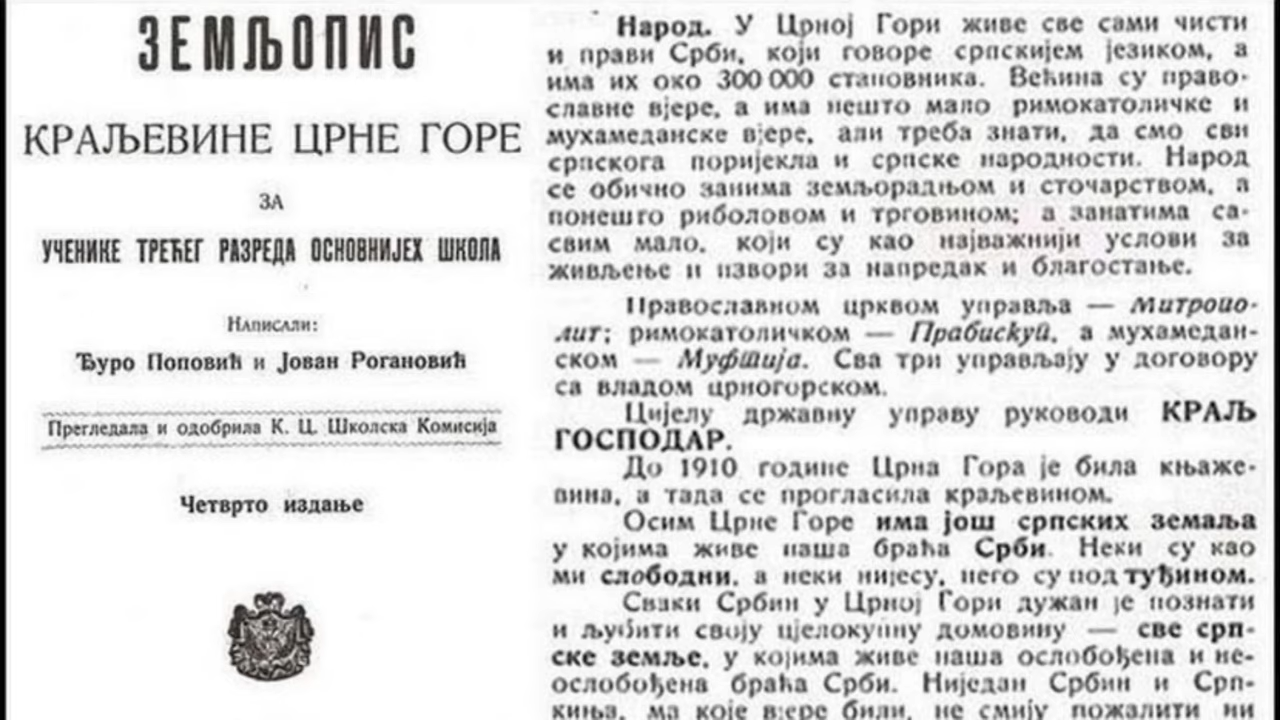 ЗЕМЉОПИС
КРАЉЕВИНЕ ЦРНЕ ГОРЕ
ЗА
УЧЕНИКЕ ТРЕЋЕГ РАЗРЕДА ОСНОВНИЈЕХ ШКОЛА
Написали:
Ђуро Поповић и Јован Рогановић
Прегледала и одобрила К. Ц. Школска Комисија
Четврто издање
Народ. У Црној Гори живе све сами чисти
и прави Срби, који говоре српскијем језиком, а
има их око 300 000 становника. Већина су право-
славне вјере, а има нешто мало римокатоличке и
мухамеданске вјере, али треба знати, да смо сви
српскога поријекла и српске народности. Народ
се обично занима земљорадњом и сточарством, а
понешто риболовом и трговином; а занатима са-
свим мало, који су као најважнији услови за
живљење и извори за напредак и благостање.
Православном црквом управља — Митропо-
лит; римокатоличком — Прабискуп, а мухамедан-
ском — Муфтија. Сва три управљају у договору
са владом црногорском.
Цијелу државну управу руководи КРАЉ
ГОСПОДАР.
До 1910 године Црна Гора је била књаже-
вина, а тада се прогласила краљевином.
Осим Црне Горе има још српских земаља
у којима живе наша браћа Срби. Неки су као
ми слободни, а неки нијесу, него су под туђином.
Сваки Србин у Црној Гори дужан је познати
и љубити своју цјелокупну домовину — све срп-
ске земље, у којима живе наша ослобођена и не-
ослобођена браћа Срби. Ниједан Србин и Срп-
киња, ма које вјере били, не смију пожалити ни